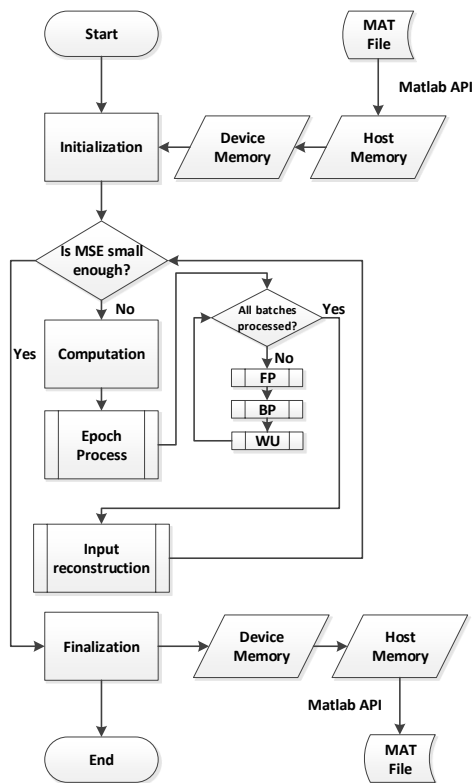 Start
MAT
File
Matlab API
Initialization
Device
Memory
Host
Memory
Is MSE small
enough?
No
Yes
All batches
processed?
Yes
Computation
No
FP
Epoch
Process
BP
WU
Input
reconstruction
Finalization
Device
Memory
Host
Memory
Matlab API
End
MAT
File